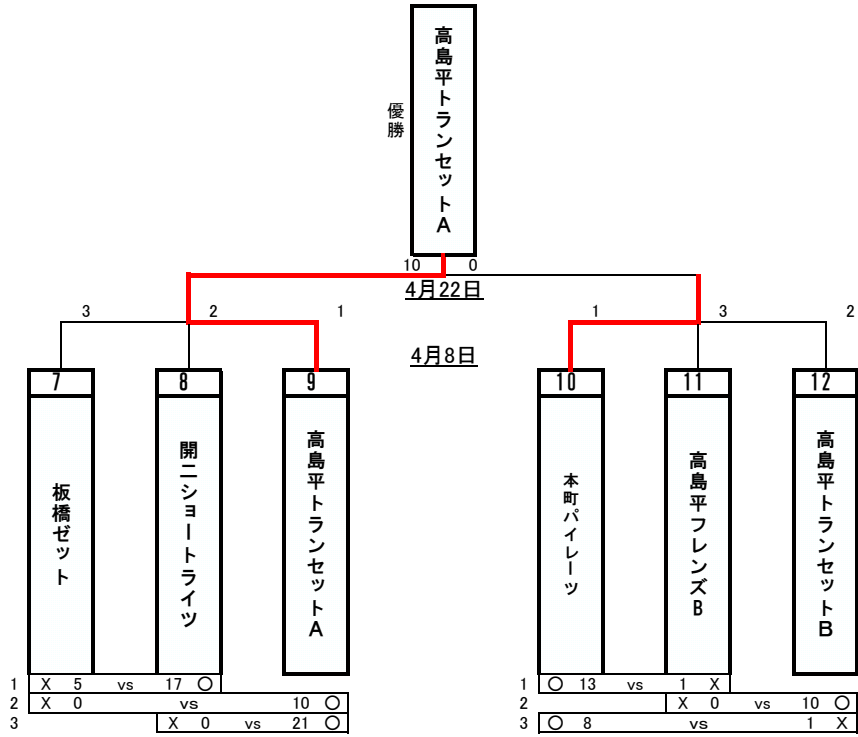 高島平トランセットA
優勝
10 0
4月22日
3 2 1 1 3 2
4月8日
7 8 9 10 11 12
板橋ゼット
開二ショートライツ
高島平トランセットA
本町パイレーツ
高島平フレンズB
高島平トランセットB
1 X 5 vs 17 〇
2 X 0 vs 10 〇
3 X 0 vs 21 〇
1 〇 13 vs 1 X
2 X 0 vs 10 〇
3 〇 8 vs 1 X